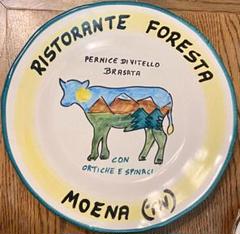 RISTORANTE FORESTA
PERNICE DI VITELLO
BRASATA
CON
ORTICHE E SPINACI
MOENA (TN)